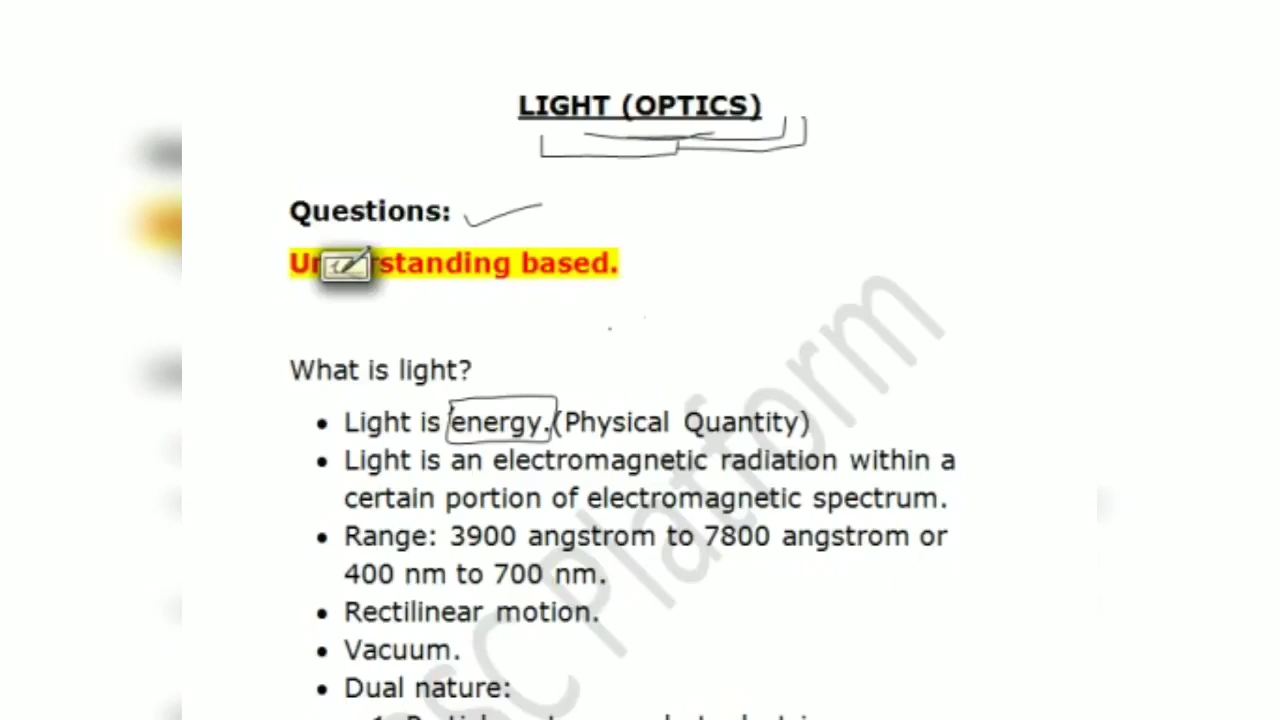 LIGHT (OPTICS)
Questions:
standing based.
What is light?
• Light is energy.(Physical Quantity)
• Light is an electromagnetic radiation within a
certain portion of electromagnetic spectrum.
• Range: 3900 angstrom to 7800 angstrom or
400 nm to 700 nm.
• Rectilinear motion.
• Vacuum.
• Dual nature:
Platform